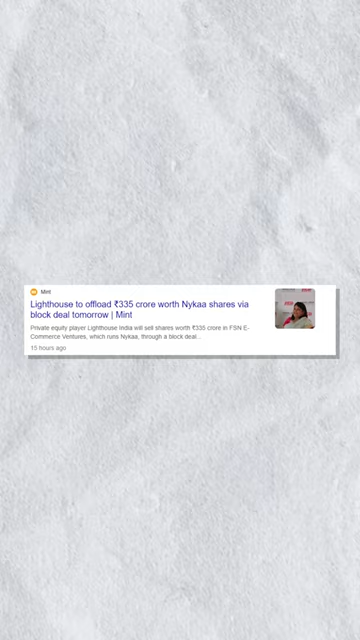 Mint
Lighthouse to offload ₹335 crore worth Nykaa shares via
block deal tomorrow | Mint
Private equity player Lighthouse India will sell shares worth ₹335 crore in FSN E-
Commerce Ventures, which runs Nykaa, through a block deal...
15 hours ago